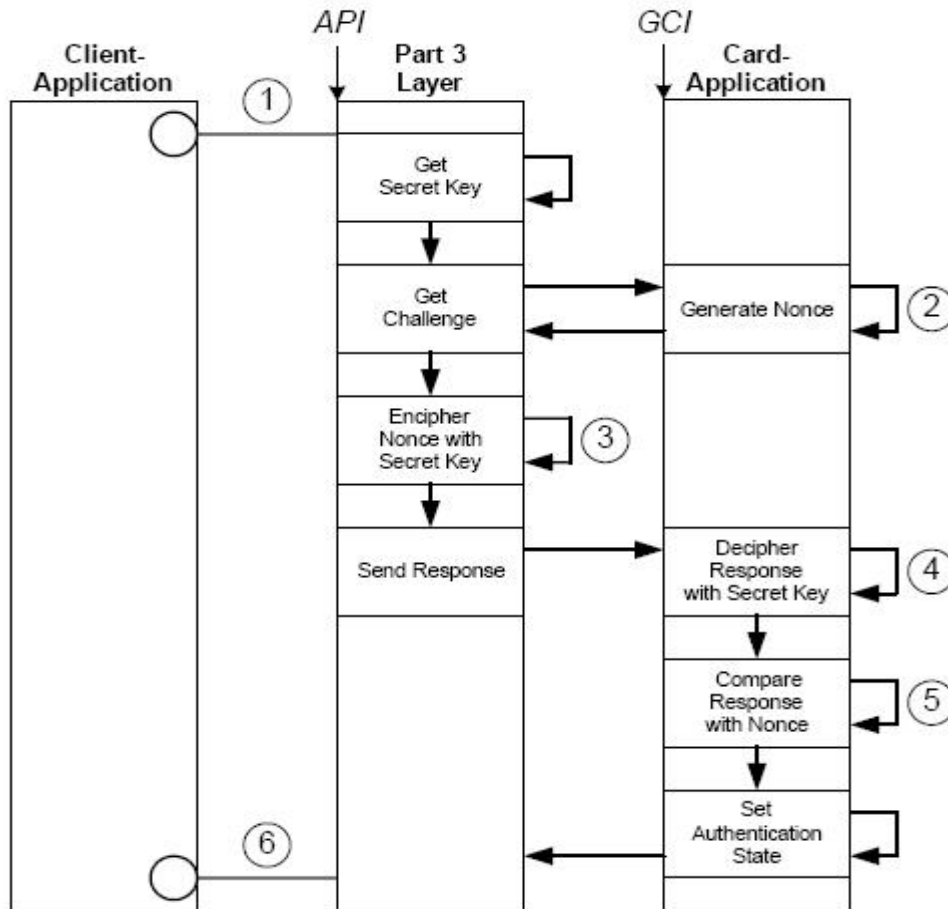 API
GCI
Client-
Application
Part 3
Layer
Card-
Application
1
Get
Secret Key
Get
Challenge
Generate Nonce
2
Encipher
Nonce with
Secret Key
3
Send Response
Decipher
Response
with Secret Key
4
Compare
Response
with Nonce
5
Set
Authentication
State
6